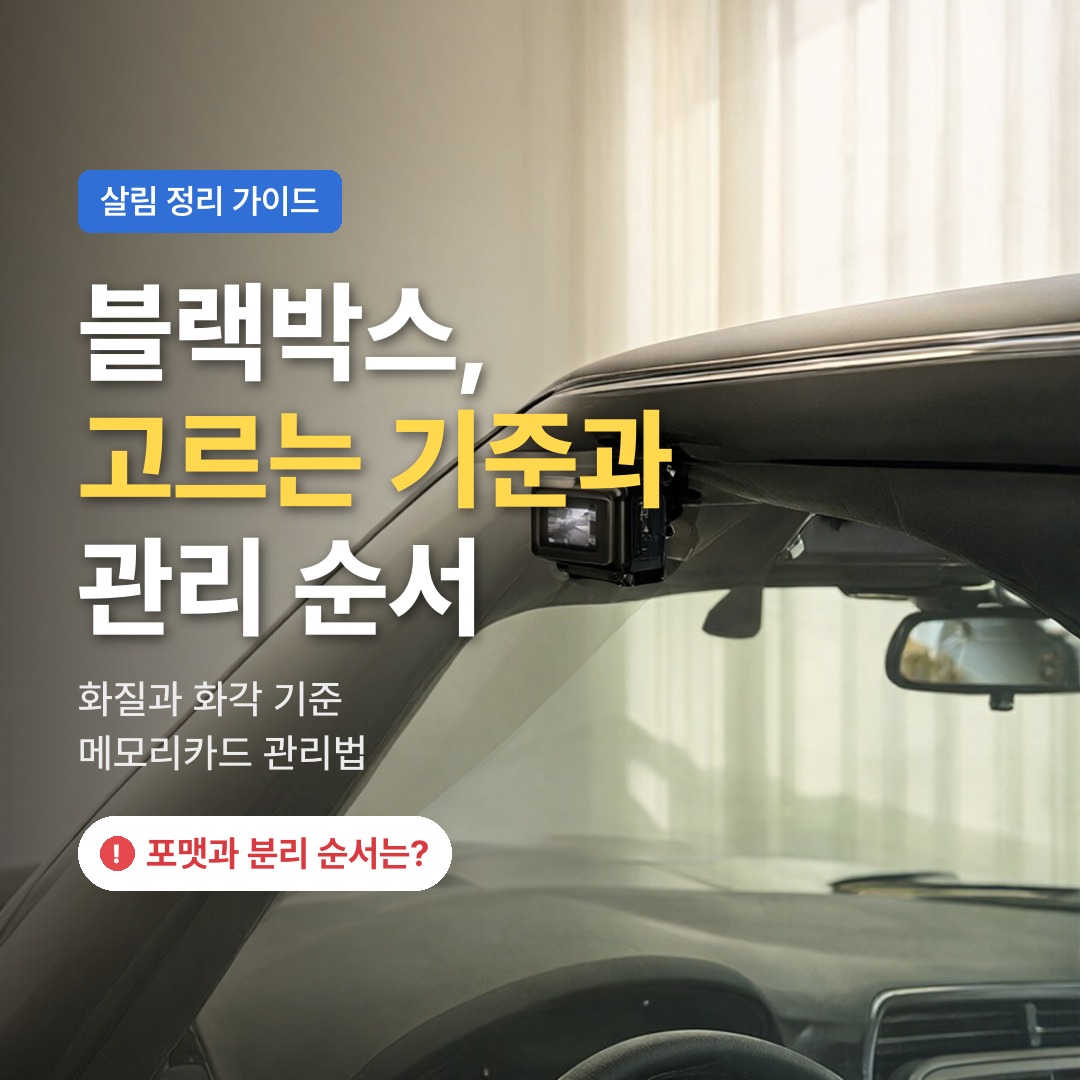 살림 정리 가이드
블랙박스,
고르는 기준과
관리 순서
화질과 화각 기준
메모리카드 관리법
! 포맷과 분리 순서는?